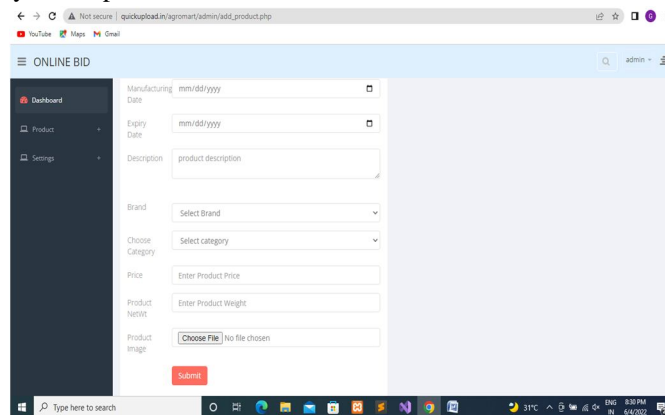 Not secure | quickupload.in/agromart/admin/add_product.php
YouTube Maps Gmail
ONLINE BID
admin
Dashboard
Product +
Settings +
Manufacturing Date
mm/dd/yyyy
Expiry Date
mm/dd/yyyy
Description
product description
Brand
Select Brand
Choose Category
Select category
Price
Enter Product Price
Product NetWt
Enter Product Weight
Product Image
Choose File No file chosen
Submit
Type here to search
31°C
ENG
IN
8:30 PM
6/4/2022